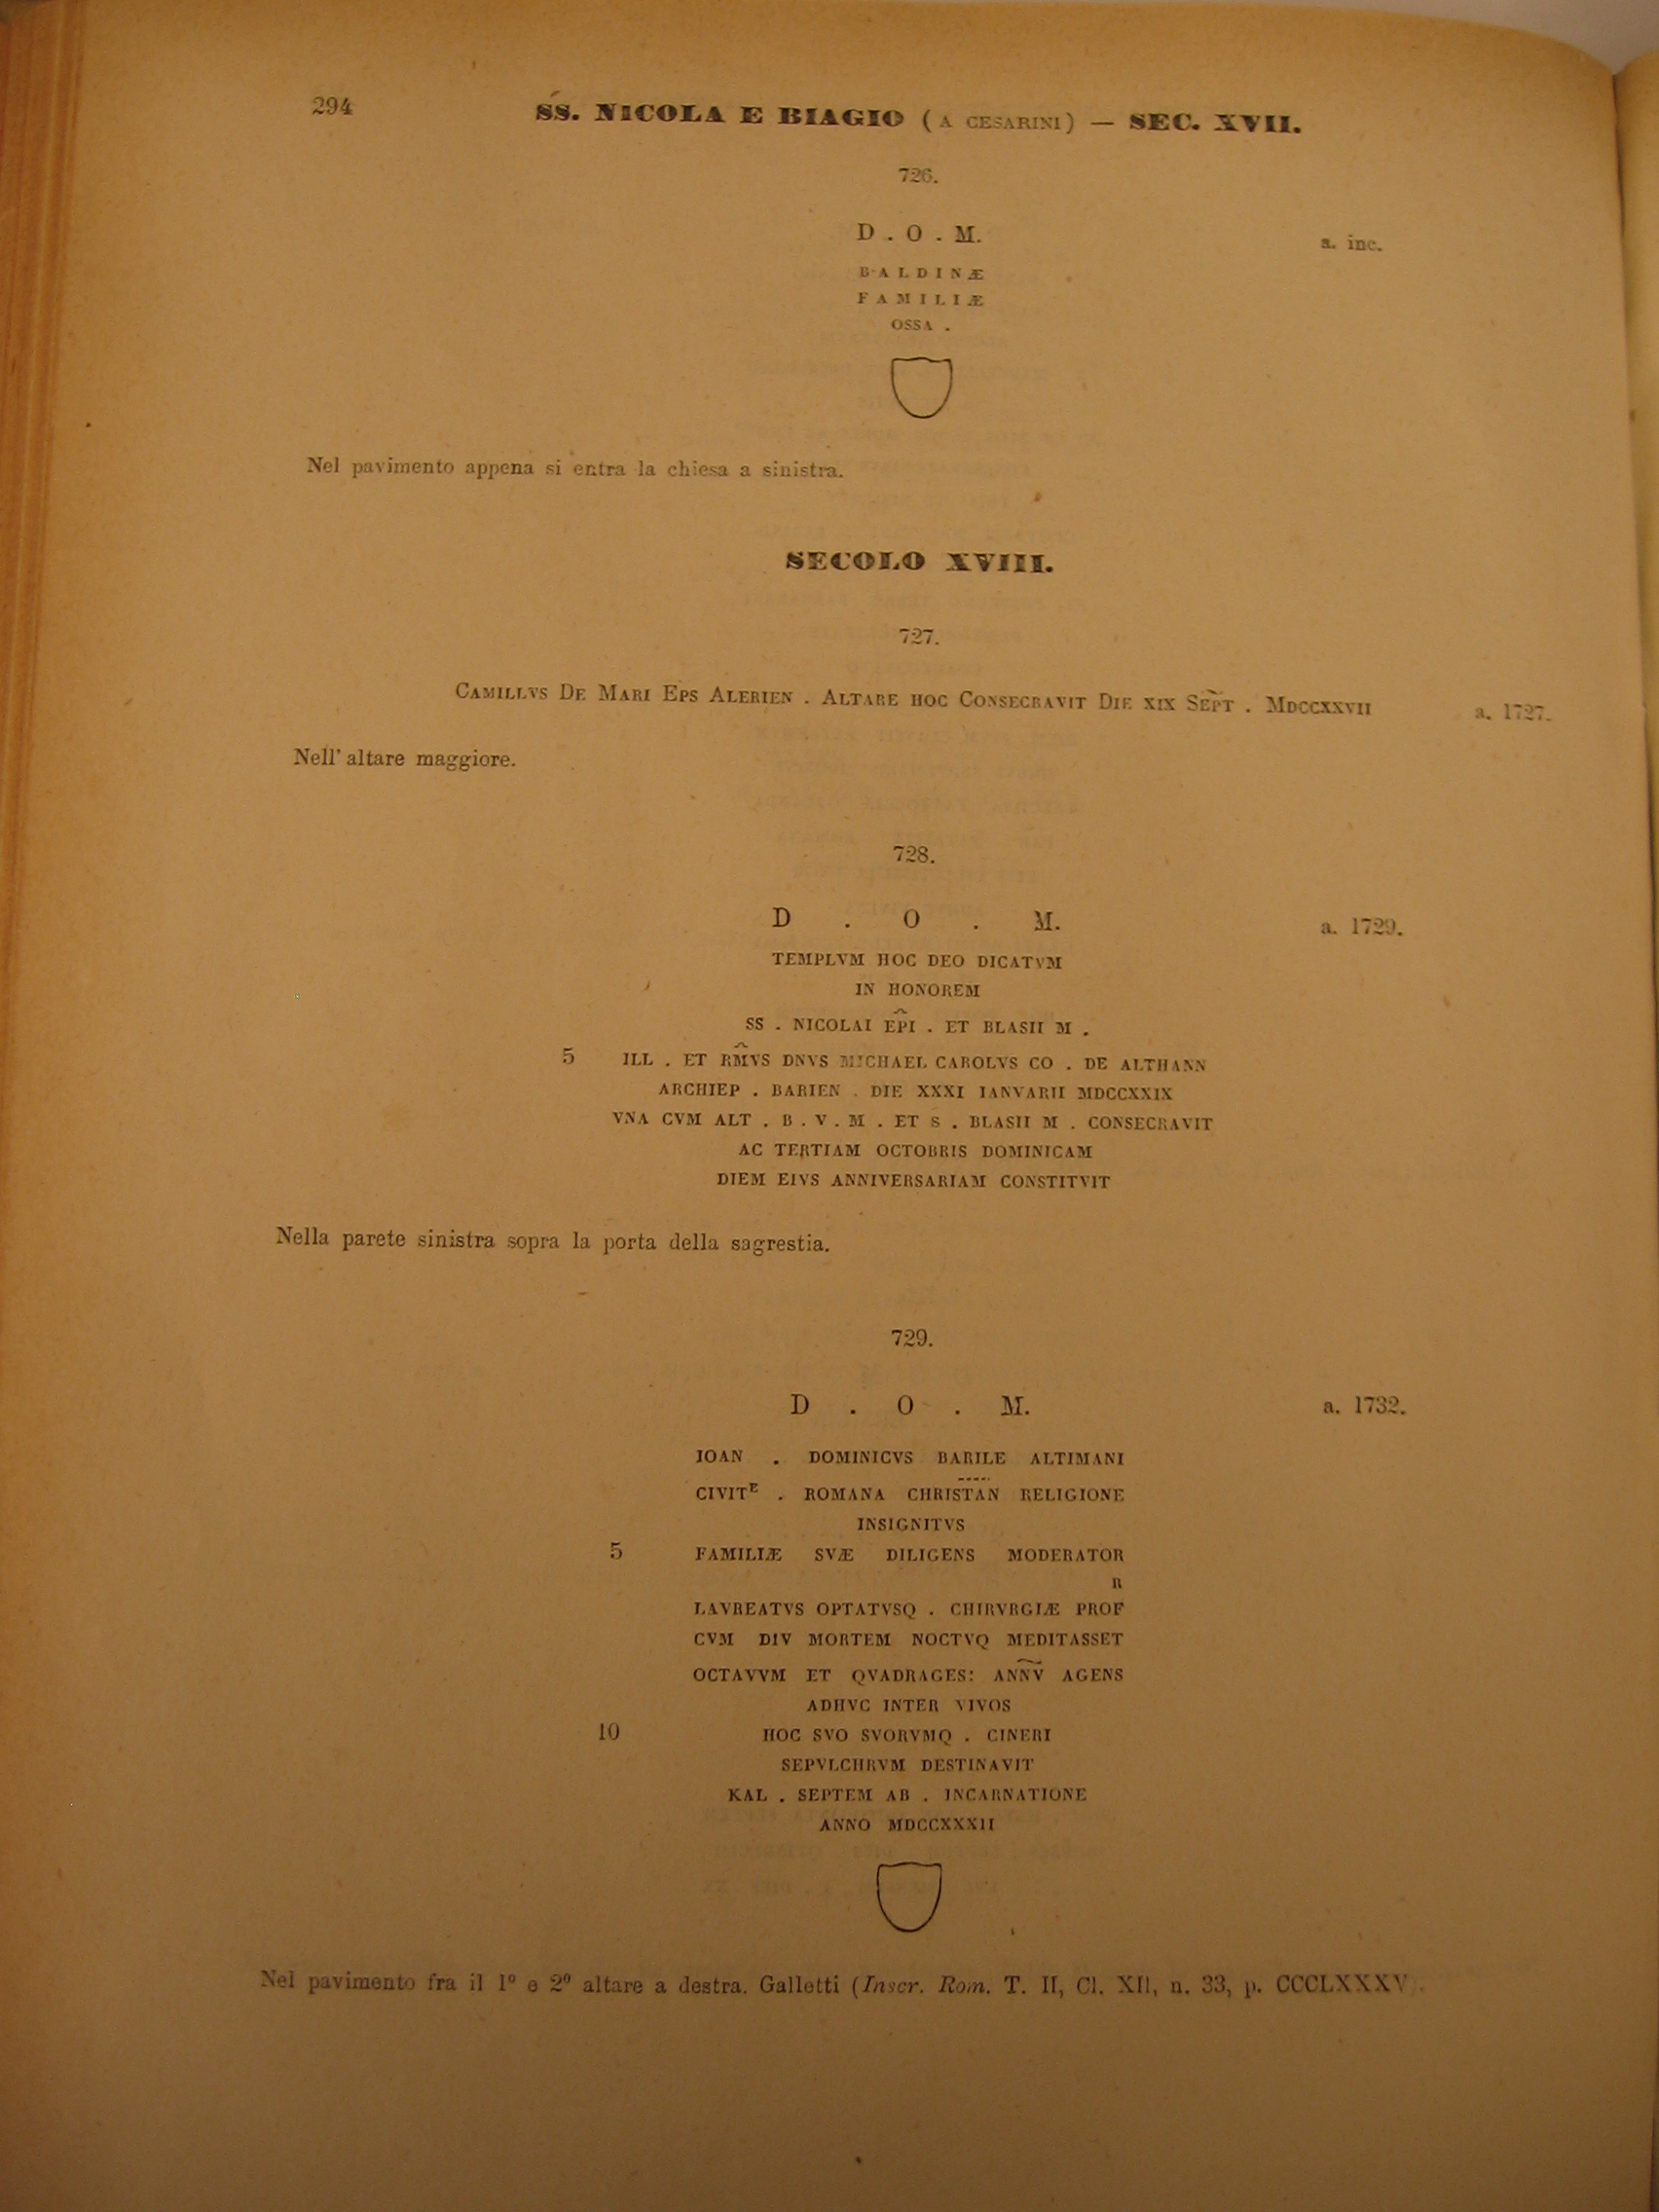 294
SS. NICOLA E BIAGIO (A CESARINI) — SEC. XVII.
726.
D . O . M.
a. inc.
BALDINÆ
FAMILIÆ
OSSA .
Nel pavimento appena si entra la chiesa a sinistra.
SECOLO XVIII.
727.
CAMILLVS DE MARI EPS ALERIEN . ALTARE HOC CONSECRAVIT DIE XIX SEPT . MDCCXXVII
a. 1727.
Nell' altare maggiore.
728.
D . O . M.
a. 1729.
TEMPLVM HOC DEO DICATVM
IN HONOREM
SS . NICOLAI EPI . ET BLASII M .
5 ILL . ET RMVS DNVS MICHAEL CAROLVS CO . DE ALTHANN
ARCHIEP . BARIEN . DIE XXXI IANVARII MDCCXXIX
VNA CVM ALT . B . V . M . ET S . BLASII M . CONSECRAVIT
AC TERTIAM OCTOBRIS DOMINICAM
DIEM EIVS ANNIVERSARIAM CONSTITVIT
Nella parete sinistra sopra la porta della sagrestia.
729.
D . O . M.
a. 1732.
IOAN . DOMINICVS BARILE ALTIMANI
CIVITᴱ . ROMANA CHRISTAN RELIGIONE
INSIGNITVS
5 FAMILIÆ SVÆ DILIGENS MODERATOR
R
LAVREATVS OPTATVSQ . CHIRVRGIÆ PROF
CVM DIV MORTEM NOCTVQ MEDITASSET
OCTAVVM ET QVADRAGES: ANNV AGENS
ADHVC INTER VIVOS
10 HOC SVO SVORVMQ . CINERI
SEPVLCHRVM DESTINAVIT
KAL . SEPTEM AB . INCARNATIONE
ANNO MDCCXXXII
Nel pavimento fra il 1º e 2º altare a destra. Galletti (Inscr. Rom. T. II, Cl. XII, n. 33, p. CCCLXXXV).